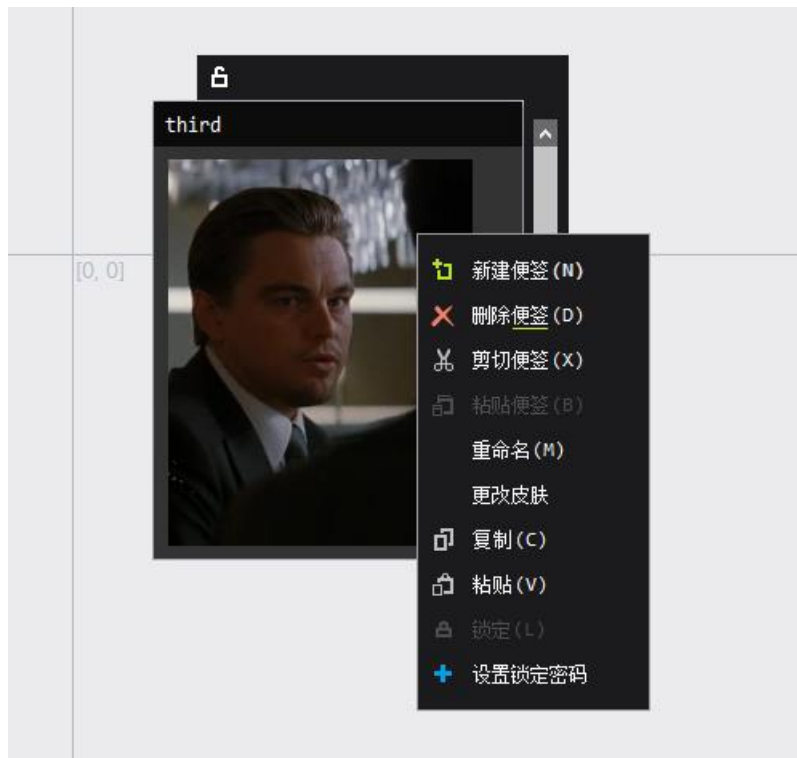 third
[0, 0]
新建便签(N)
删除便签(D)
剪切便签(X)
粘贴便签(B)
重命名(M)
更改皮肤
复制(C)
粘贴(V)
锁定(L)
设置锁定密码